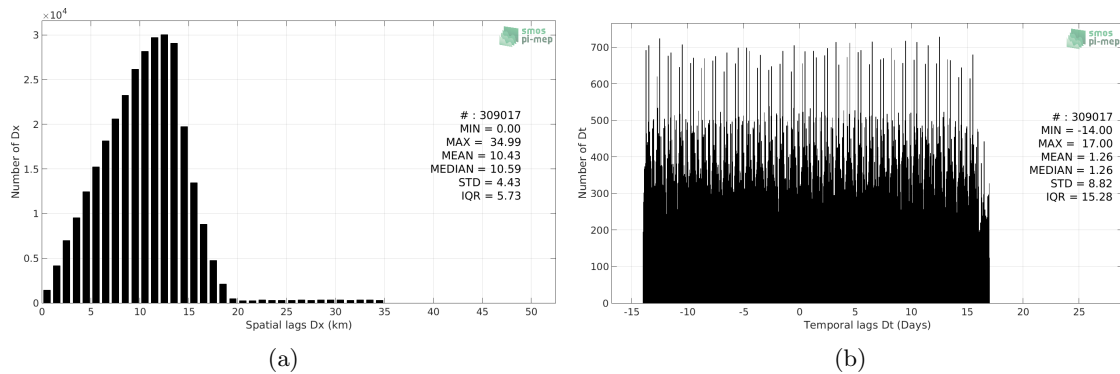 ×10⁴
3
2.5
2
1.5
1
0.5
0
Number of Dx
0 5 10 15 20 25 30 35 40 45 50
Spatial lags Dx (km)
smos
pi-mep
# : 309017
MIN = 0.00
MAX = 34.99
MEAN = 10.43
MEDIAN = 10.59
STD = 4.43
IQR = 5.73
(a)
700
600
500
400
300
200
100
0
Number of Dt
-15 -10 -5 0 5 10 15 20 25
Temporal lags Dt (Days)
smos
pi-mep
# : 309017
MIN = -14.00
MAX = 17.00
MEAN = 1.26
MEDIAN = 1.26
STD = 8.82
IQR = 15.28
(b)